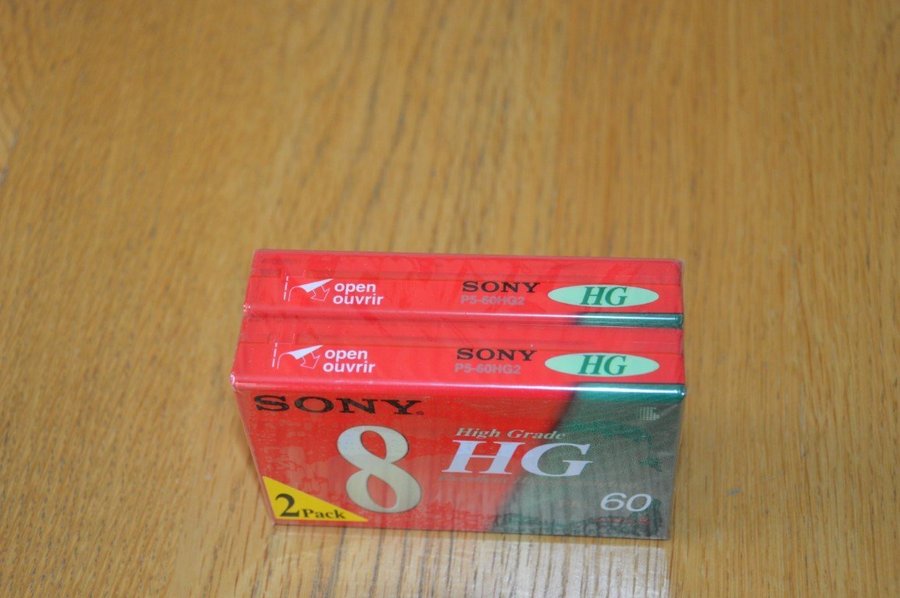 open
ouvrir
SONY
P5-60HG2
HG
open
ouvrir
SONY
P5-60HG2
HG
SONY
8
High Grade
HG
60
2 Pack